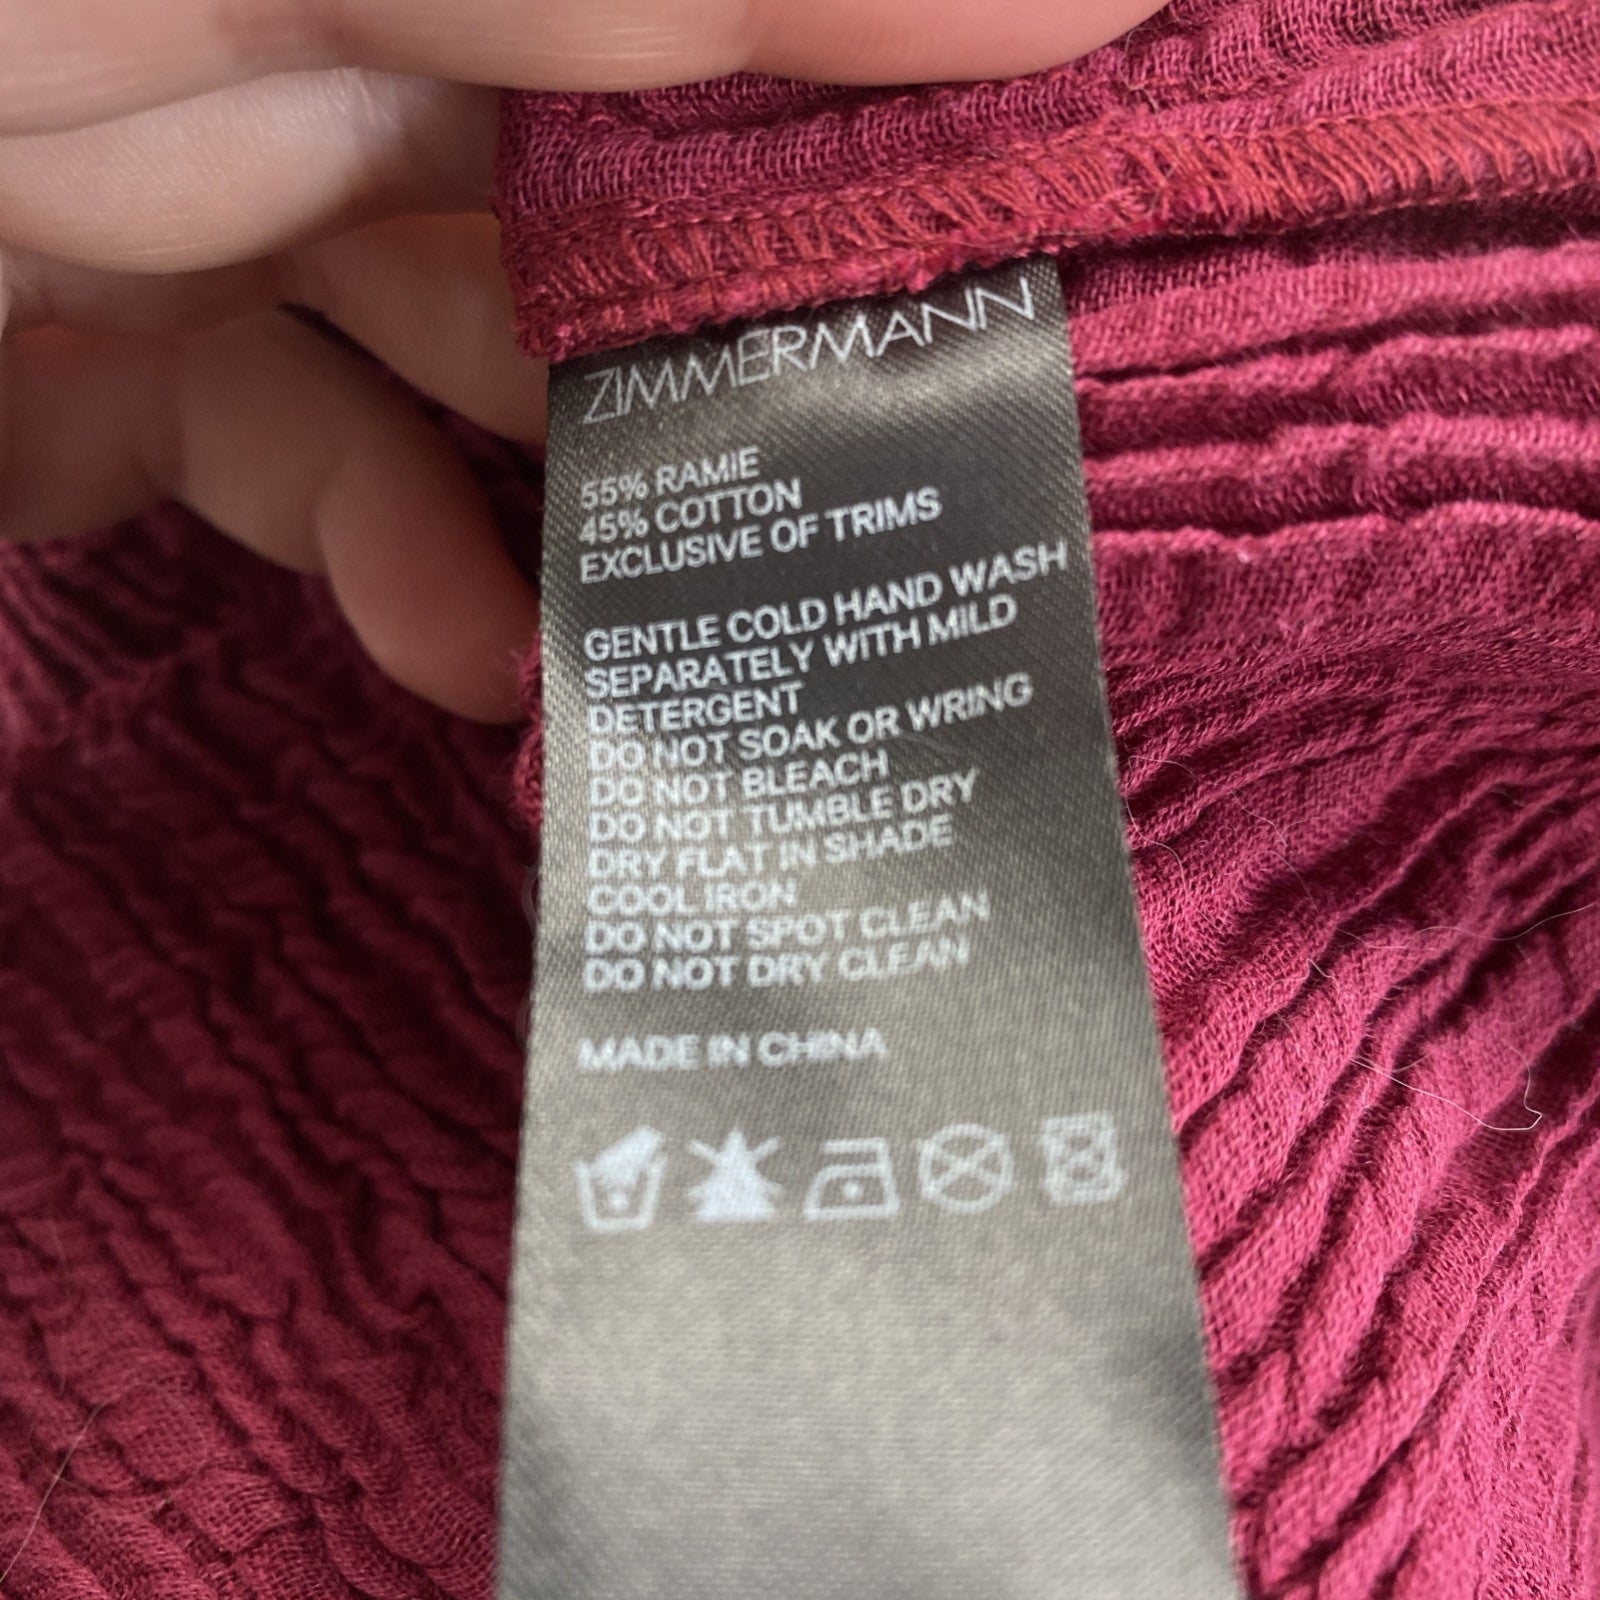 ZIMMERMANN
55% RAMIE
45% COTTON
EXCLUSIVE OF TRIMS
GENTLE COLD HAND WASH
SEPARATELY WITH MILD
DETERGENT
DO NOT SOAK OR WRING
DO NOT BLEACH
DO NOT TUMBLE DRY
DRY FLAT IN SHADE
COOL IRON
DO NOT SPOT CLEAN
DO NOT DRY CLEAN
MADE IN CHINA